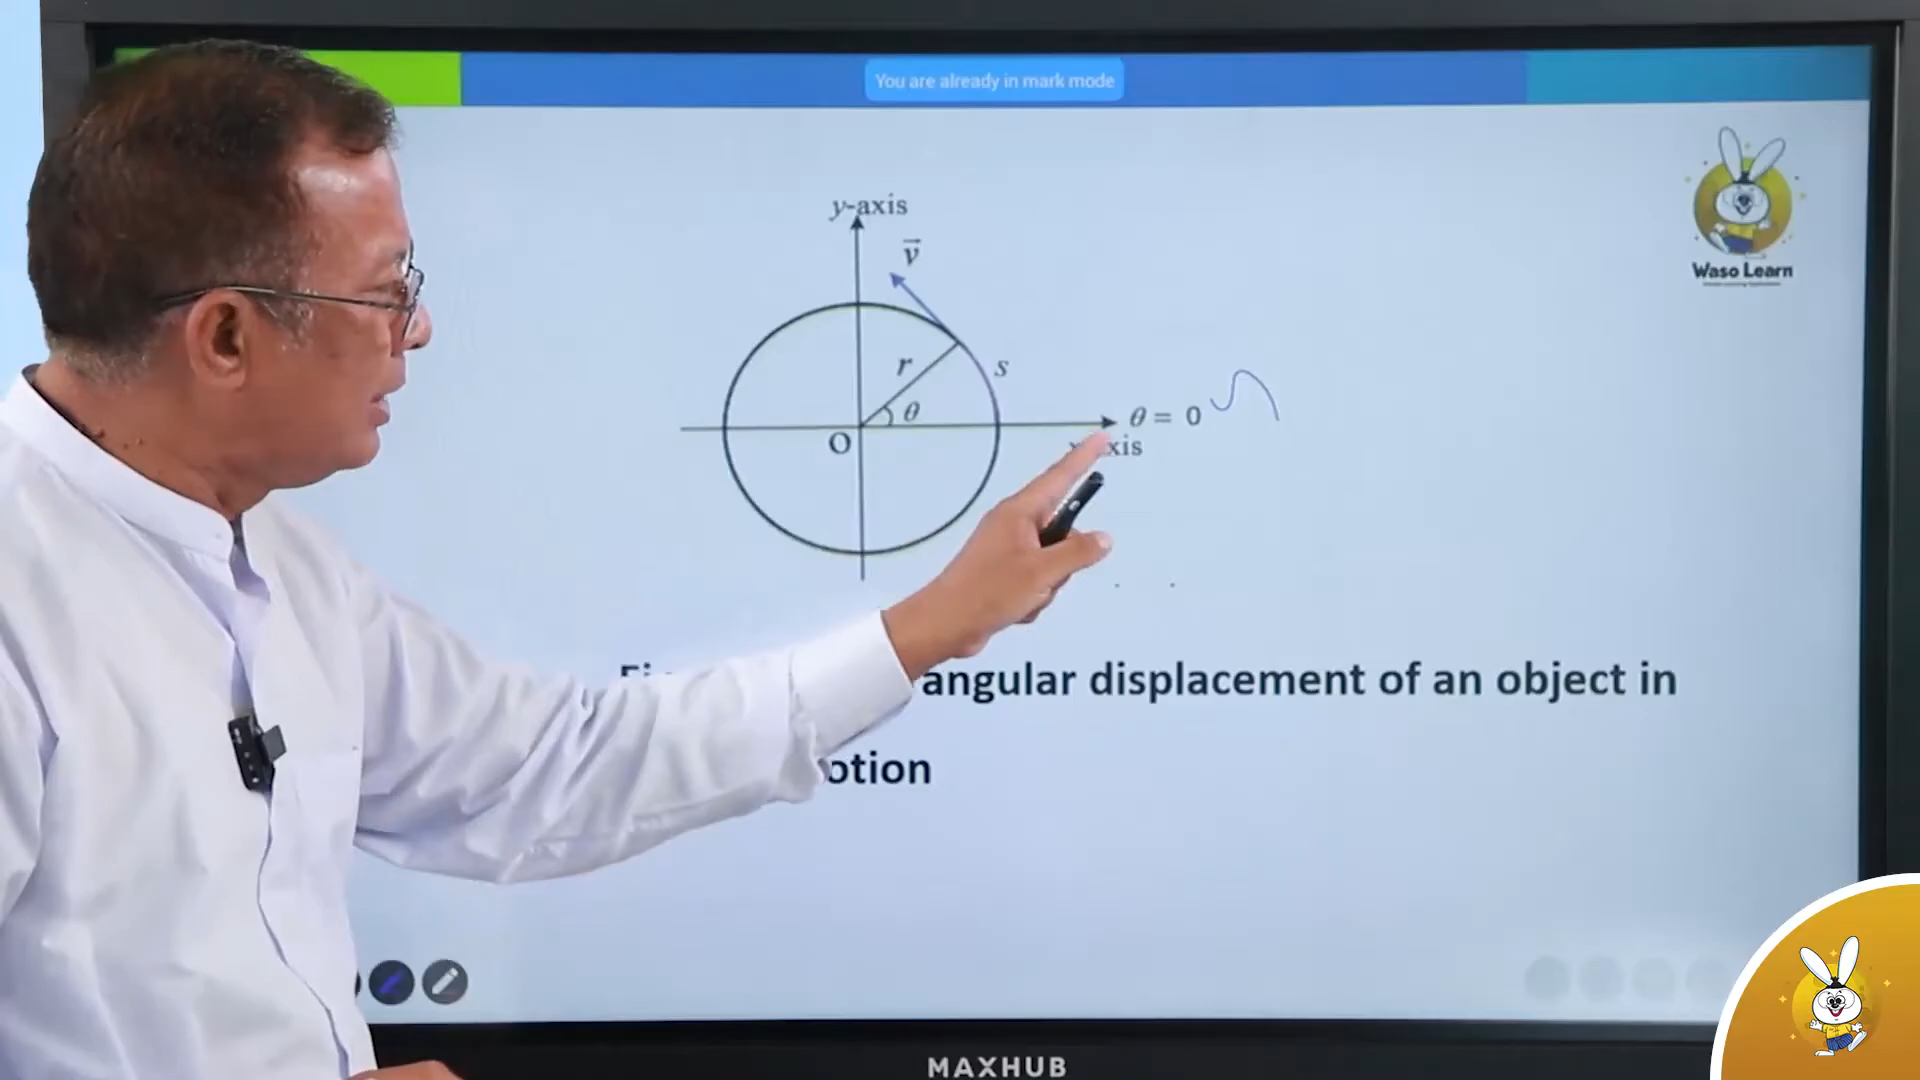 You are already in mark mode
y-axis
v
r
s
θ
θ = 0
O
xis
Waso Learn
angular displacement of an object in
otion
MAXHUB